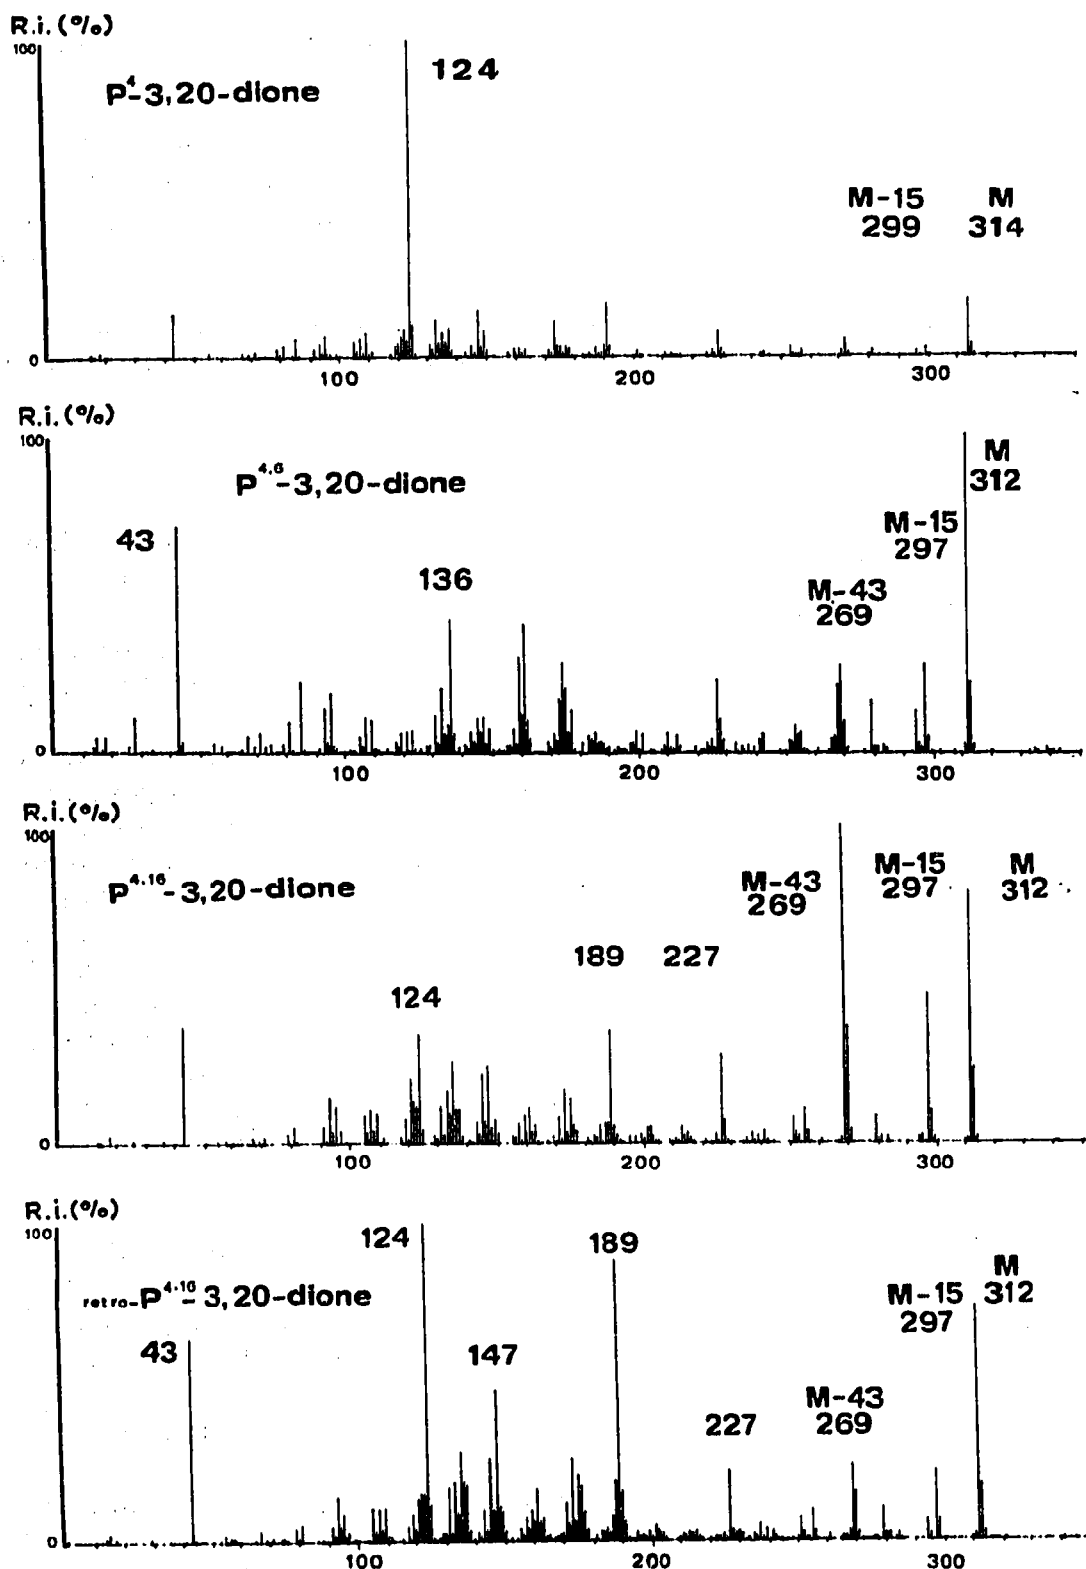 R.i.(%)
100
P⁴-3,20-dione
124
M-15 M
299 314
0
100 200 300
R.i.(%)
100
P⁴·⁶-3,20-dione
M
312
43
M-15
297
136
M-43
269
0
100 200 300
R.i.(%)
100
P⁴·¹⁶-3,20-dione
M-43
269
M-15
297
M
312
189 227
124
0
100 200 300
R.i.(%)
100
124
189
retro-P⁴·¹⁶-3,20-dione
M
M-15 312
297
43
147
M-43
227 269
0
100 200 300